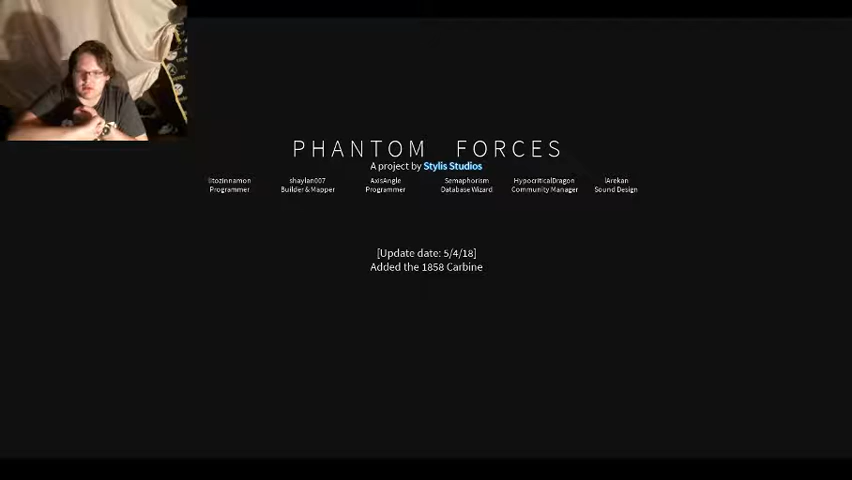 PHANTOM FORCES
A project by Stylis Studios
litozinnamon shaylan007 AxisAngle Semaphorism HypocriticalDragon lArekan
Programmer Builder & Mapper Programmer Database Wizard Community Manager Sound Design
[Update date: 5/4/18]
Added the 1858 Carbine